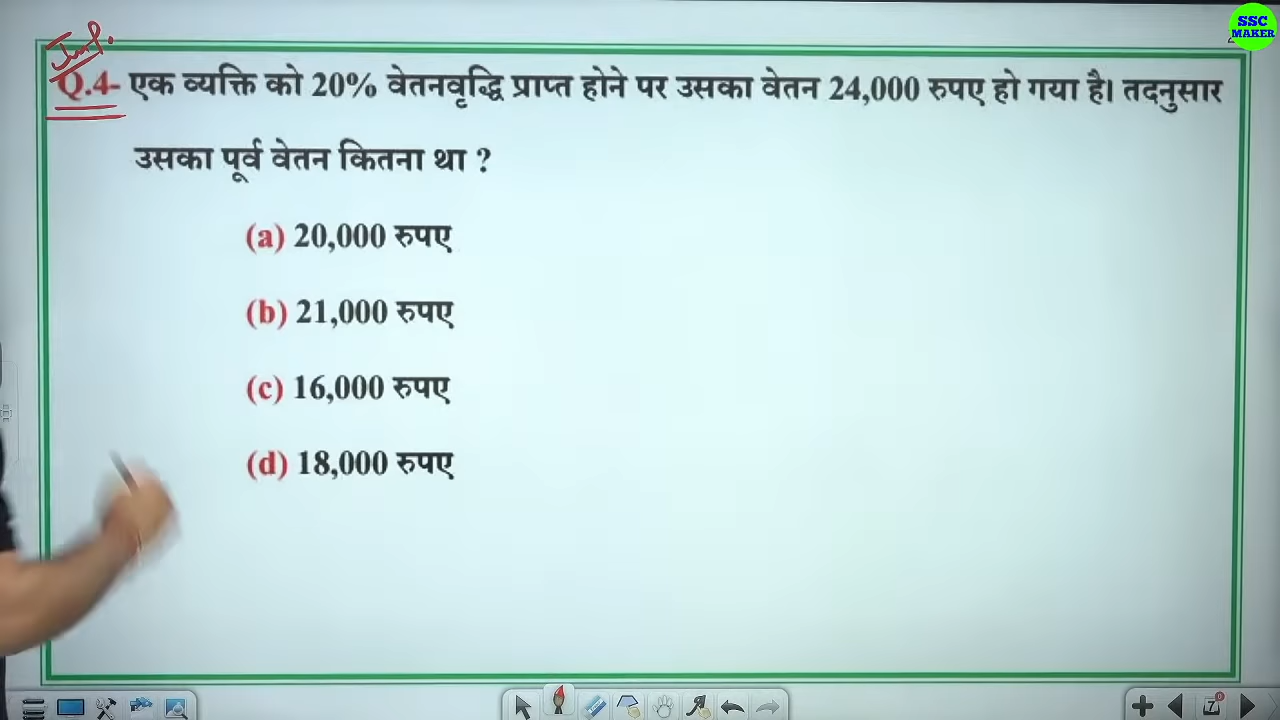 SSC
MAKER
Imp.
Q.4- एक व्यक्ति को 20% वेतनवृद्धि प्राप्त होने पर उसका वेतन 24,000 रुपए हो गया है। तदनुसार
उसका पूर्व वेतन कितना था ?
(a) 20,000 रुपए
(b) 21,000 रुपए
(c) 16,000 रुपए
(d) 18,000 रुपए